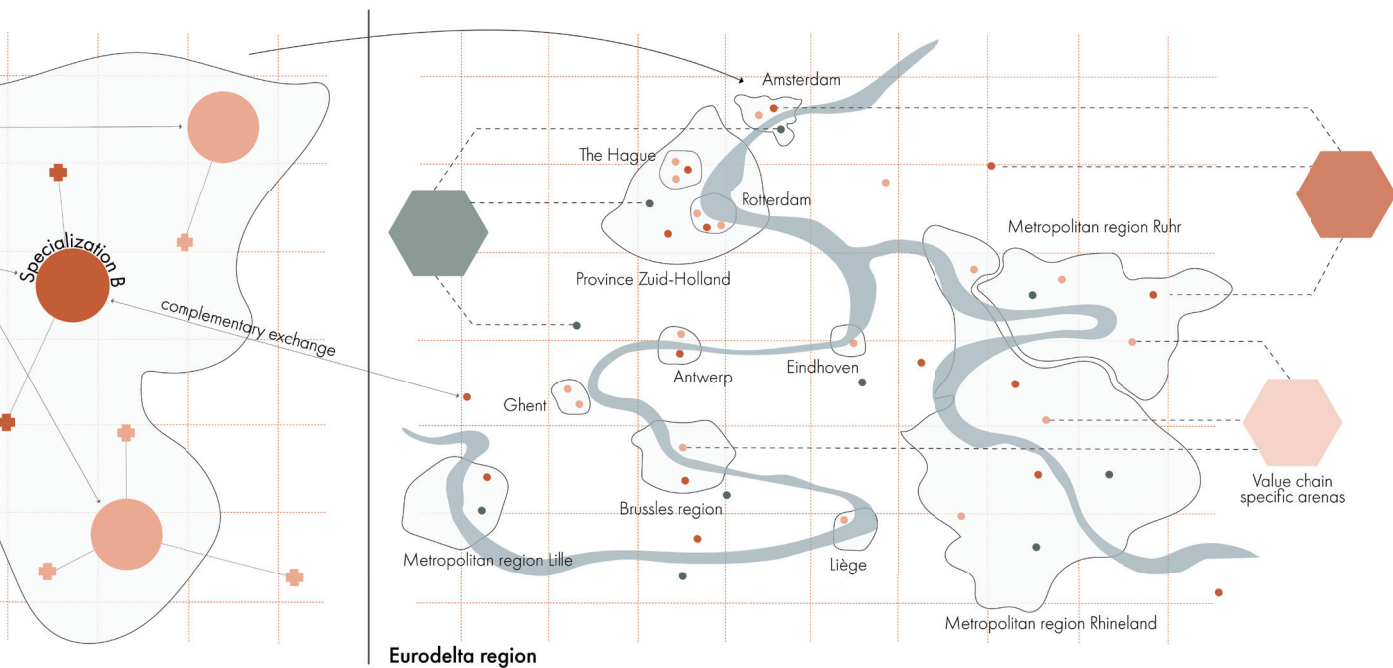 Specialization B
complementary exchange
Amsterdam
The Hague
Rotterdam
Province Zuid-Holland
Metropolitan region Ruhr
Antwerp
Eindhoven
Ghent
Brussles region
Metropolitan region Lille
Liège
Value chain
specific arenas
Metropolitan region Rhineland
Eurodelta region